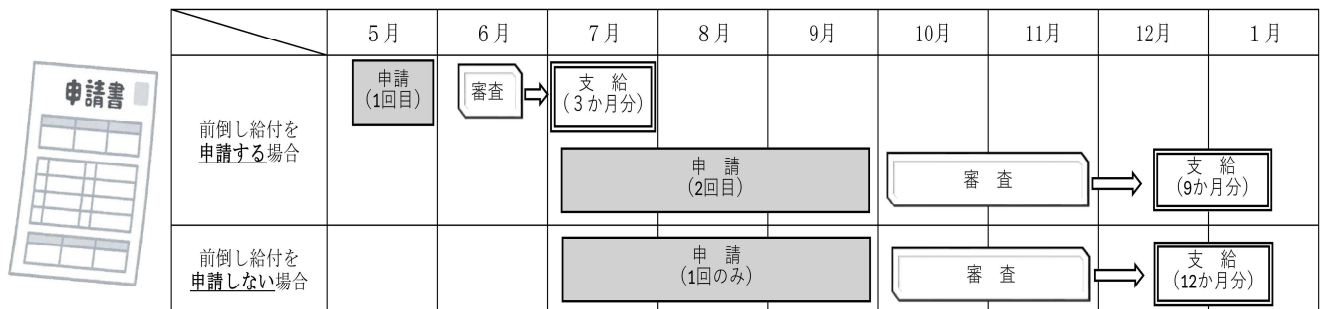 申請書
5月 6月 7月 8月 9月 10月 11月 12月 1月
前倒し給付を
申請する場合
申請
(1回目)
審査
支 給
(3か月分)
申 請
(2回目)
審 査
支 給
(9か月分)
前倒し給付を
申請しない場合
申 請
(1回のみ)
審 査
支 給
(12か月分)